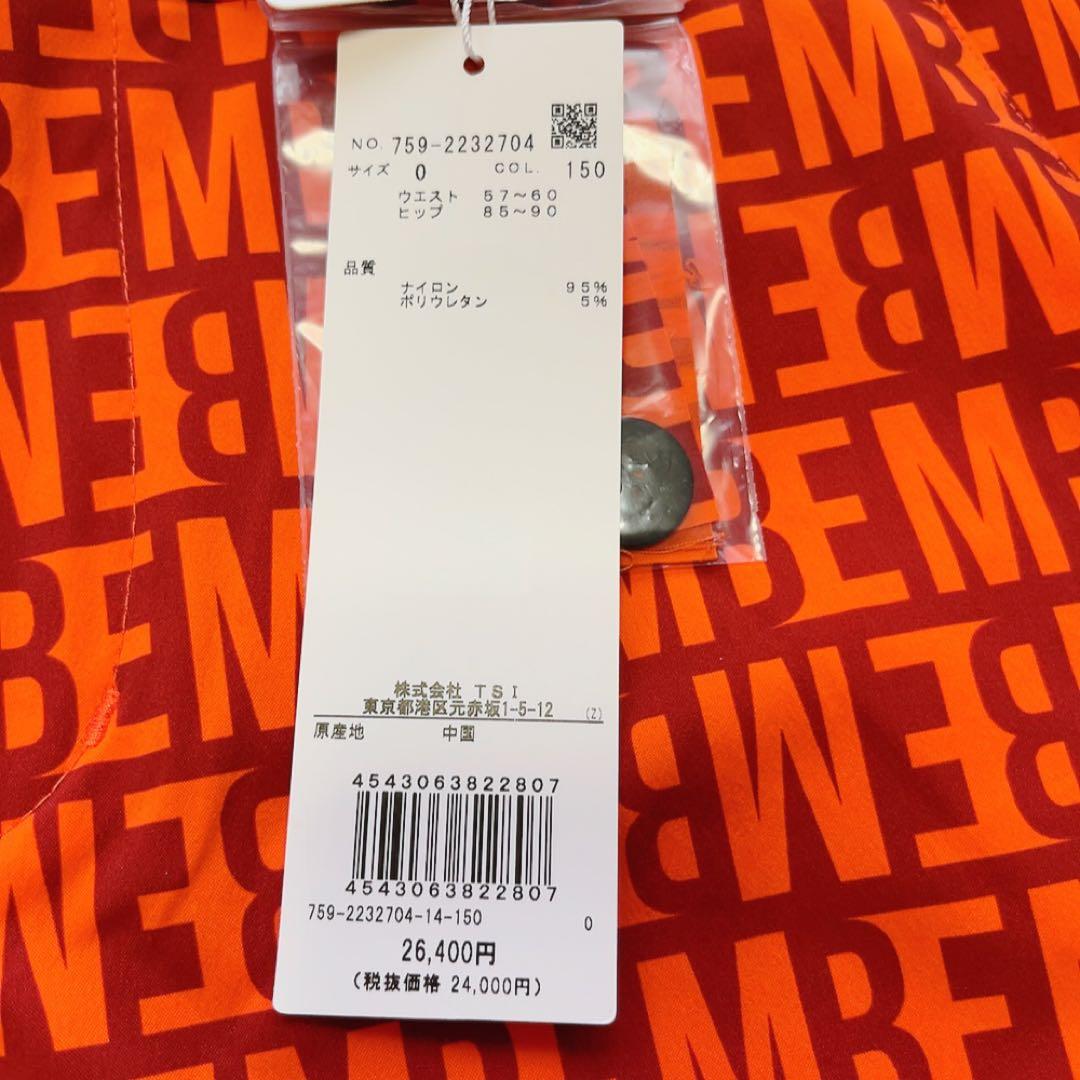 NO. 759-2232704
サイズ 0 COL. 150
ウエスト 57～60
ヒップ 85～90
品質
ナイロン 95%
ポリウレタン 5%
株式会社 TSI
東京都港区元赤坂1-5-12 (Z)
原産地 中国
4543063822807
4543063822807
759-2232704-14-150 0
26,400円
(税抜価格 24,000円)